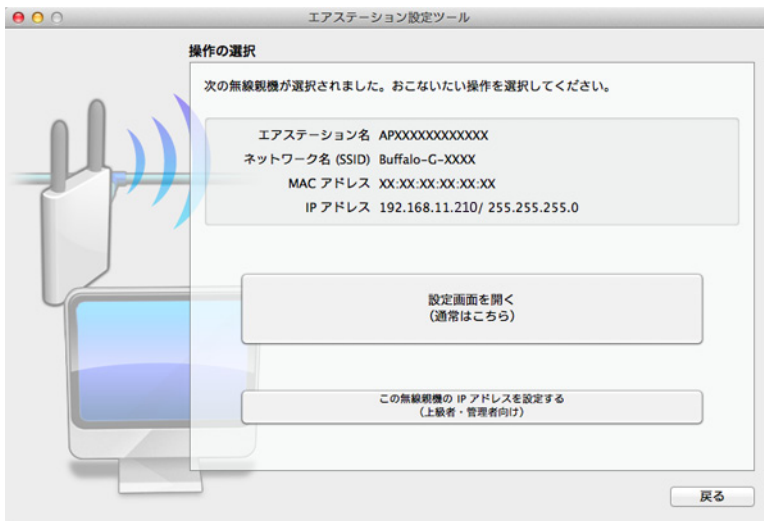 エアステーション設定ツール
操作の選択
次の無線親機が選択されました。おこないたい操作を選択してください。
エアステーション名 APXXXXXXXXXXXX
ネットワーク名 (SSID) Buffalo-G-XXXX
MAC アドレス XX:XX:XX:XX:XX:XX
IP アドレス 192.168.11.210/ 255.255.255.0
設定画面を開く
(通常はこちら)
この無線親機の IP アドレスを設定する
(上級者・管理者向け)
戻る